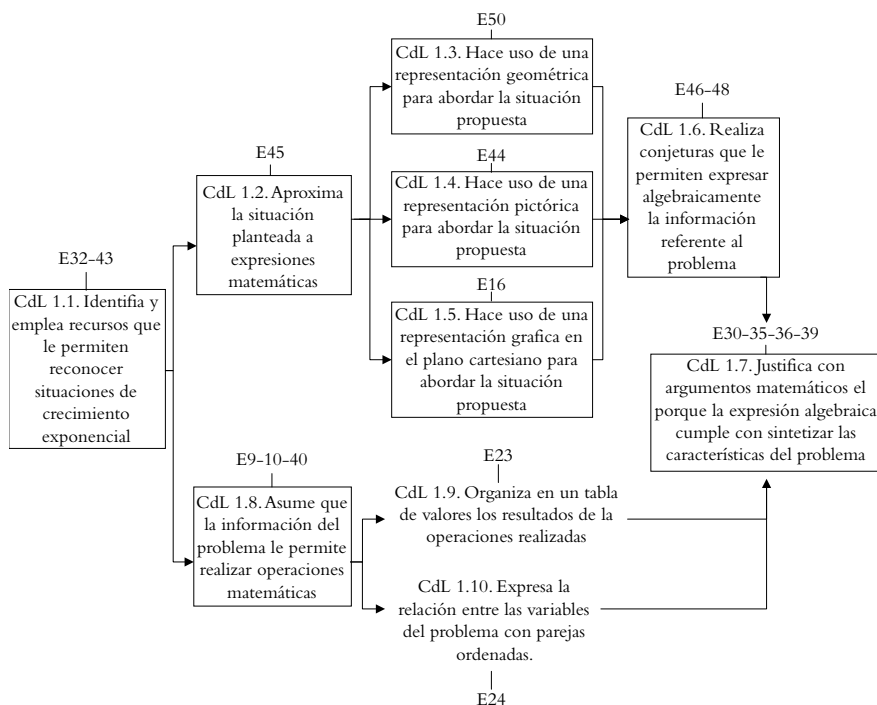 E32-43
CdL 1.1. Identifia y
emplea recursos que
le permiten
reconocer
situaciones de
crecimiento
exponencial
E45
CdL 1.2. Aproxima
la situación
planteada a
expresiones
matemáticas
E50
CdL 1.3. Hace uso de una
representación geométrica
para abordar la situación
propuesta
E44
CdL 1.4. Hace uso de una
representación pictórica
para abordar la situación
propuesta
E16
CdL 1.5. Hace uso de una
representación grafica en
el plano cartesiano para
abordar la situación
propuesta
E46-48
CdL 1.6. Realiza
conjeturas que le
permiten expresar
algebraicamente
la información
referente al
problema
E30-35-36-39
CdL 1.7. Justifica con
argumentos matemáticos el
porque la expresión algebraica
cumple con sintetizar las
características del problema
E9-10-40
CdL 1.8. Asume que
la información del
problema le permite
realizar operaciones
matemáticas
E23
CdL 1.9. Organiza en un tabla
de valores los resultados de la
operaciones realizadas
CdL 1.10. Expresa la
relación entre las variables
del problema con parejas
ordenadas.
E24